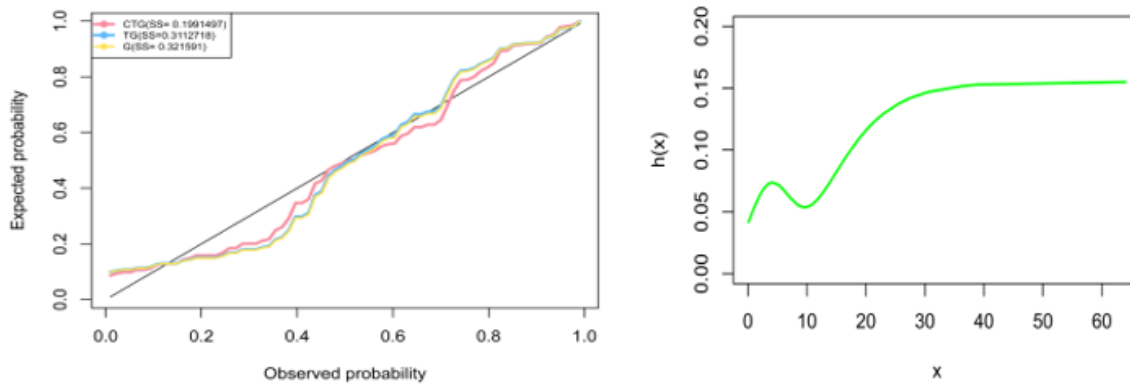 CTG(SS= 0.1991497)
TG(SS=0.3112718)
G(SS= 0.321591)
Expected probability
0.0 0.2 0.4 0.6 0.8 1.0
0.0 0.2 0.4 0.6 0.8 1.0
Observed probability
h(x)
0.00 0.05 0.10 0.15 0.20
0 10 20 30 40 50 60
x